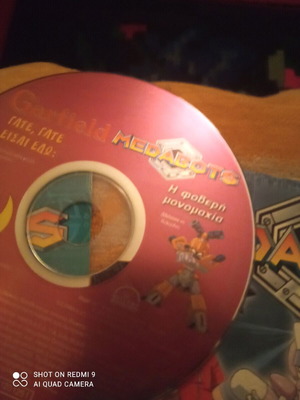 Garfield
ΓΑΤΕ, ΓΑΤΕ
ΕΙΣΑΙ ΕΔΩ;
MEDABOTS
Η φοβερή
μονομαχία
S
SHOT ON REDMI 9
AI QUAD CAMERA